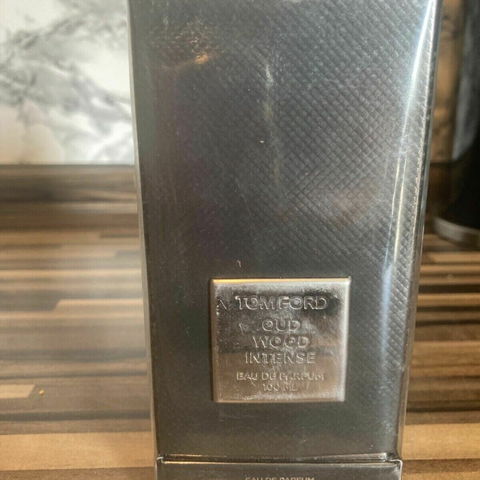 TOM FORD
OUD
WOOD
INTENSE
EAU DE PARFUM
100 ML
EAU DE PARFUM